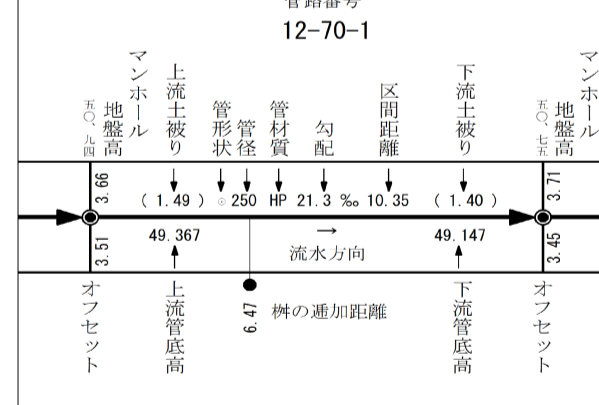 管路番号
12-70-1
マンホール
地盤高
五〇、九四
上流土被り
管形状
管径
管材質
勾配
区間距離
下流土被り
マンホール
地盤高
五〇、七五
3.66
( 1.49 ) ◎ 250 HP 21.3 ‰ 10.35 ( 1.40 )
3.71
3.51
49.367
→
流水方向
49.147
3.45
オフセット
上流管底高
6.47
桝の逓加距離
下流管底高
オフセット